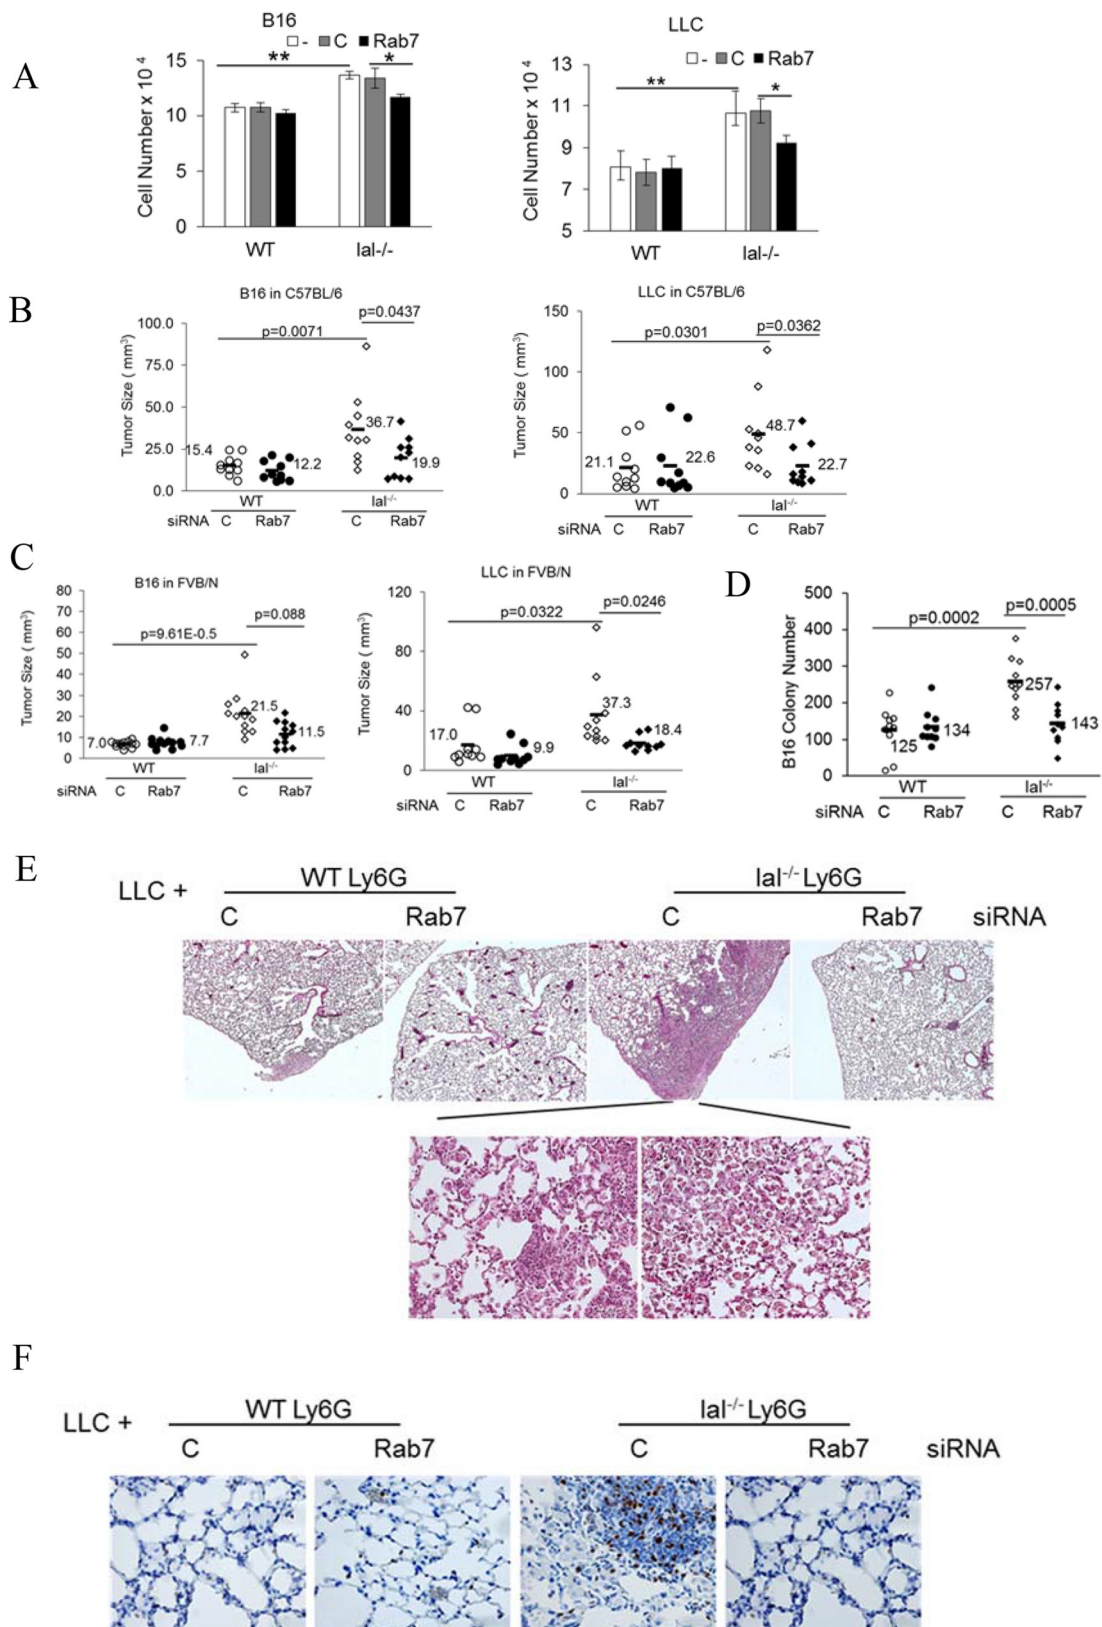 A
B16
- C Rab7
15
10
5
0
Cell Number x 10 4
** *
WT lal-/-
LLC
- C Rab7
13
11
9
7
5
Cell Number x 10 4
** *
WT lal-/-
B
B16 in C57BL/6
p=0.0437
p=0.0071
100.0
75.0
50.0
25.0
0.0
Tumor Size ( mm3)
15.4 12.2 36.7 19.9
WT lal-/-
siRNA C Rab7 C Rab7
LLC in C57BL/6
p=0.0362
p=0.0301
150
100
50
0
Tumor Size ( mm3)
21.1 22.6 48.7 22.7
WT lal-/-
siRNA C Rab7 C Rab7
C
B16 in FVB/N
p=0.088
p=9.61E-0.5
80
70
60
50
40
30
20
10
0
Tumor Size ( mm3)
7.0 7.7 21.5 11.5
WT lal-/-
siRNA C Rab7 C Rab7
LLC in FVB/N
p=0.0246
p=0.0322
120
80
40
0
Tumor Size ( mm3)
17.0 9.9 37.3 18.4
WT lal-/-
siRNA C Rab7 C Rab7
D
p=0.0005
p=0.0002
500
400
300
200
100
0
B16 Colony Number
125 134 257 143
WT lal-/-
siRNA C Rab7 C Rab7
E
LLC + WT Ly6G lal-/- Ly6G
C Rab7 C Rab7 siRNA
F
LLC + WT Ly6G lal-/- Ly6G
C Rab7 C Rab7 siRNA